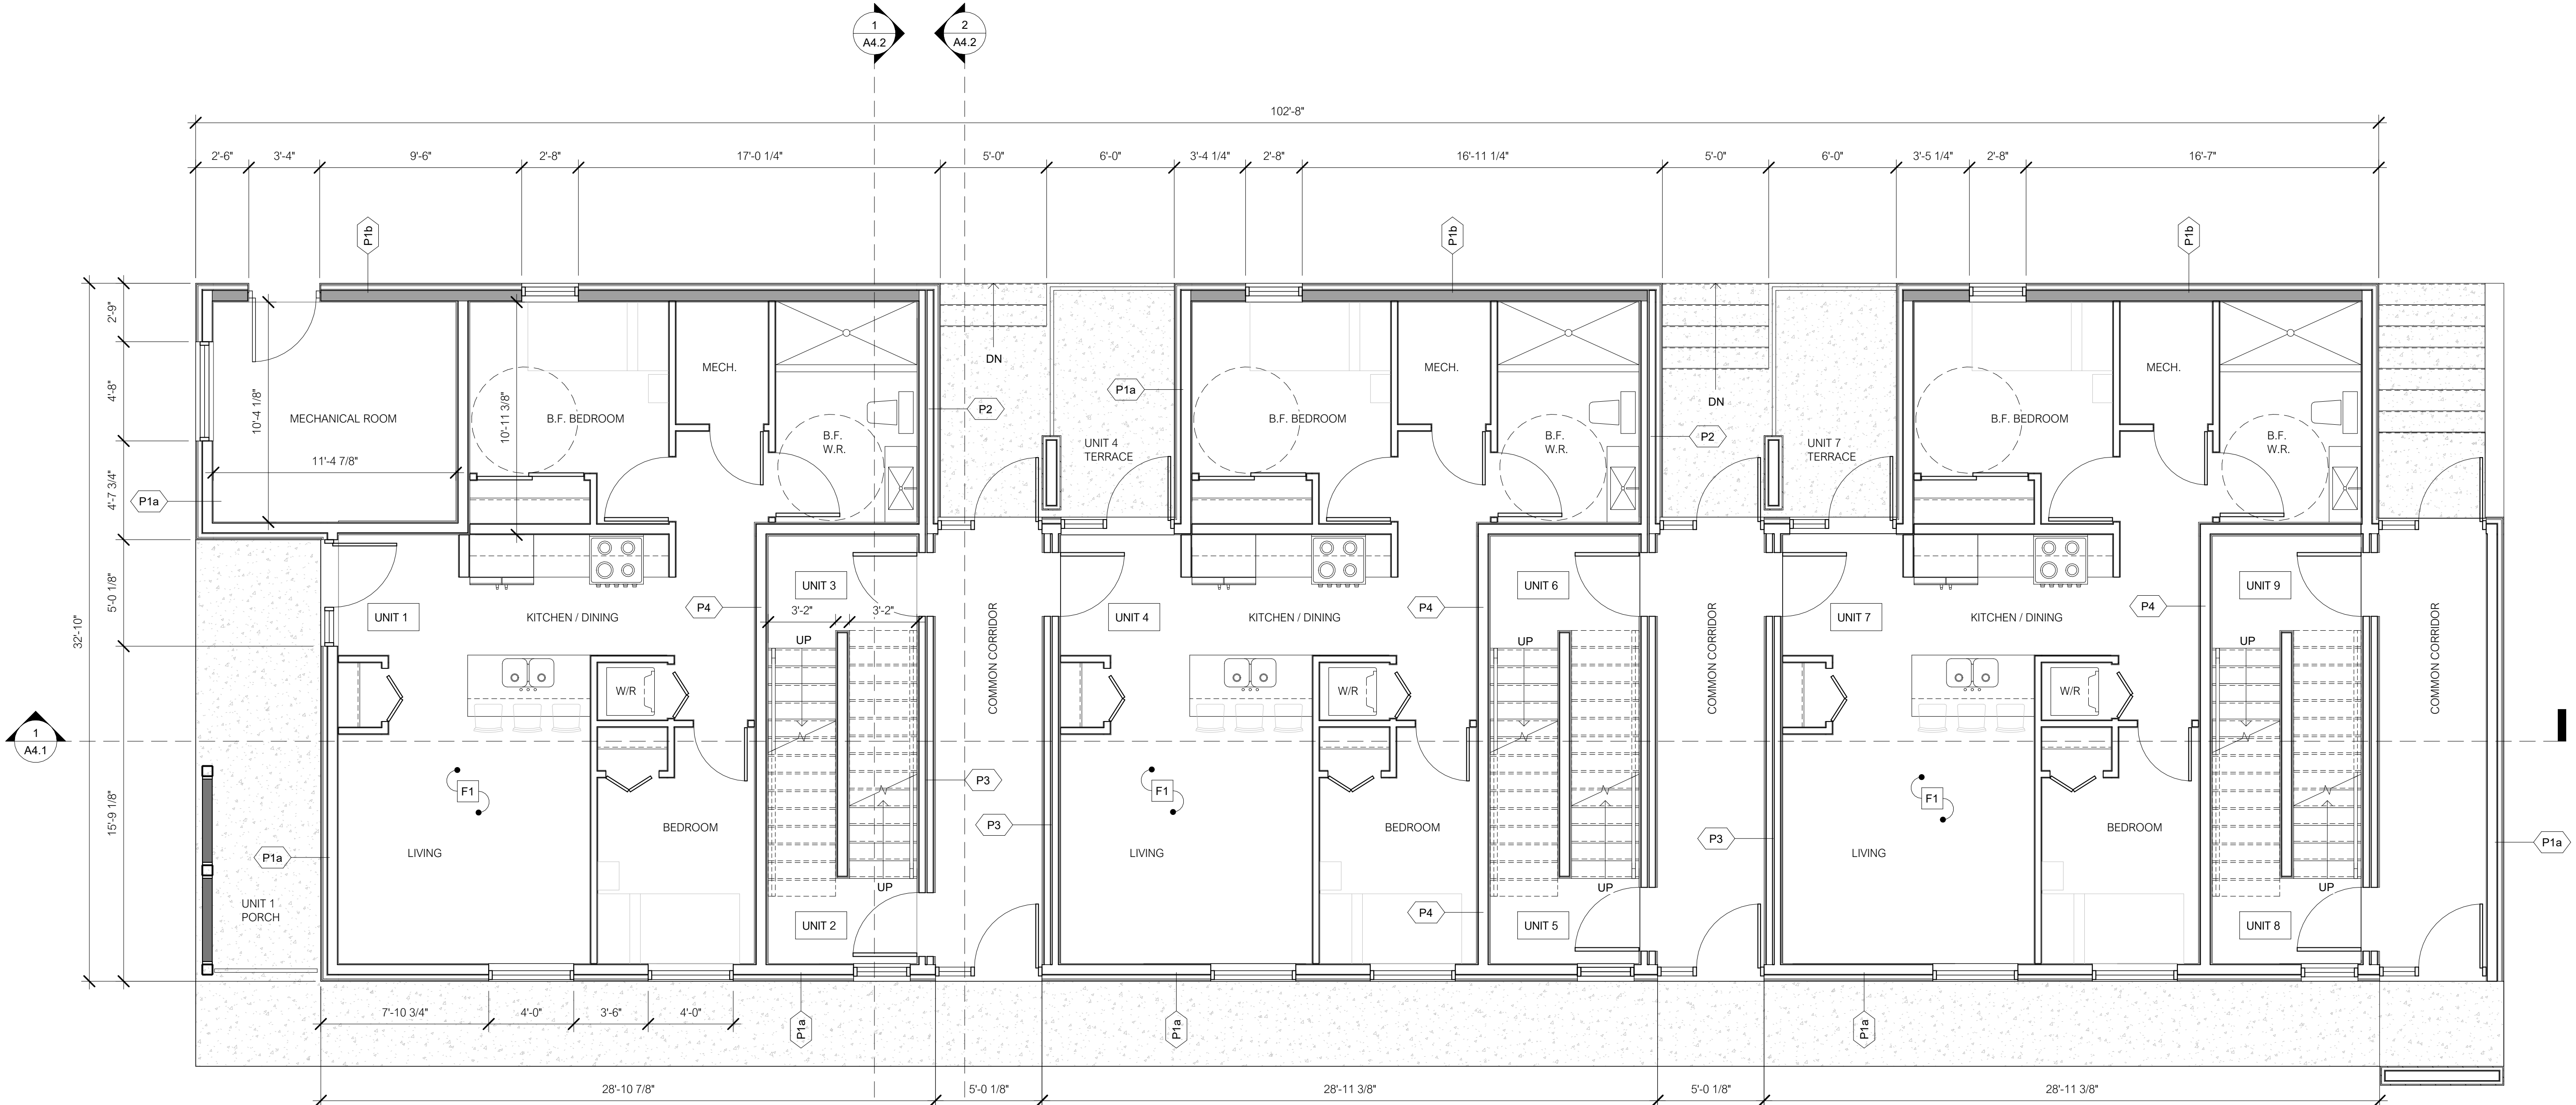 1
A4.2
2
A4.2
102'-8"
2'-6"
3'-4"
9'-6"
2'-8"
17'-0 1/4"
5'-0"
6'-0"
3'-4 1/4"
2'-8"
16'-11 1/4"
5'-0"
6'-0"
3'-5 1/4"
2'-8"
16'-7"
P1b
P1b
P1b
2'-9"
4'-8"
4'-7 3/4"
5'-0 1/8"
15'-9 1/8"
32'-10"
10'-4 1/8"
11'-4 7/8"
10'-11 3/8"
MECHANICAL ROOM
B.F. BEDROOM
MECH.
B.F.
W.R.
P2
DN
P1a
UNIT 4
TERRACE
B.F. BEDROOM
B.F.
W.R.
P2
DN
UNIT 7
TERRACE
B.F. BEDROOM
MECH.
MECH.
B.F.
W.R.
P1a
UNIT 1
KITCHEN / DINING
P4
UNIT 3
3'-2"
3'-2"
UP
COMMON CORRIDOR
UNIT 4
KITCHEN / DINING
P4
UNIT 6
UP
COMMON CORRIDOR
UNIT 7
KITCHEN / DINING
P4
UNIT 9
UP
COMMON CORRIDOR
W/R
W/R
W/R
1
A4.1
F1
P3
F1
F1
P3
P3
BEDROOM
BEDROOM
BEDROOM
P1a
LIVING
LIVING
LIVING
P1a
UP
UP
UP
UNIT 1
PORCH
UNIT 2
P4
UNIT 5
UNIT 8
7'-10 3/4"
4'-0"
3'-6"
4'-0"
P1a
P1a
P1a
28'-10 7/8"
5'-0 1/8"
28'-11 3/8"
5'-0 1/8"
28'-11 3/8"